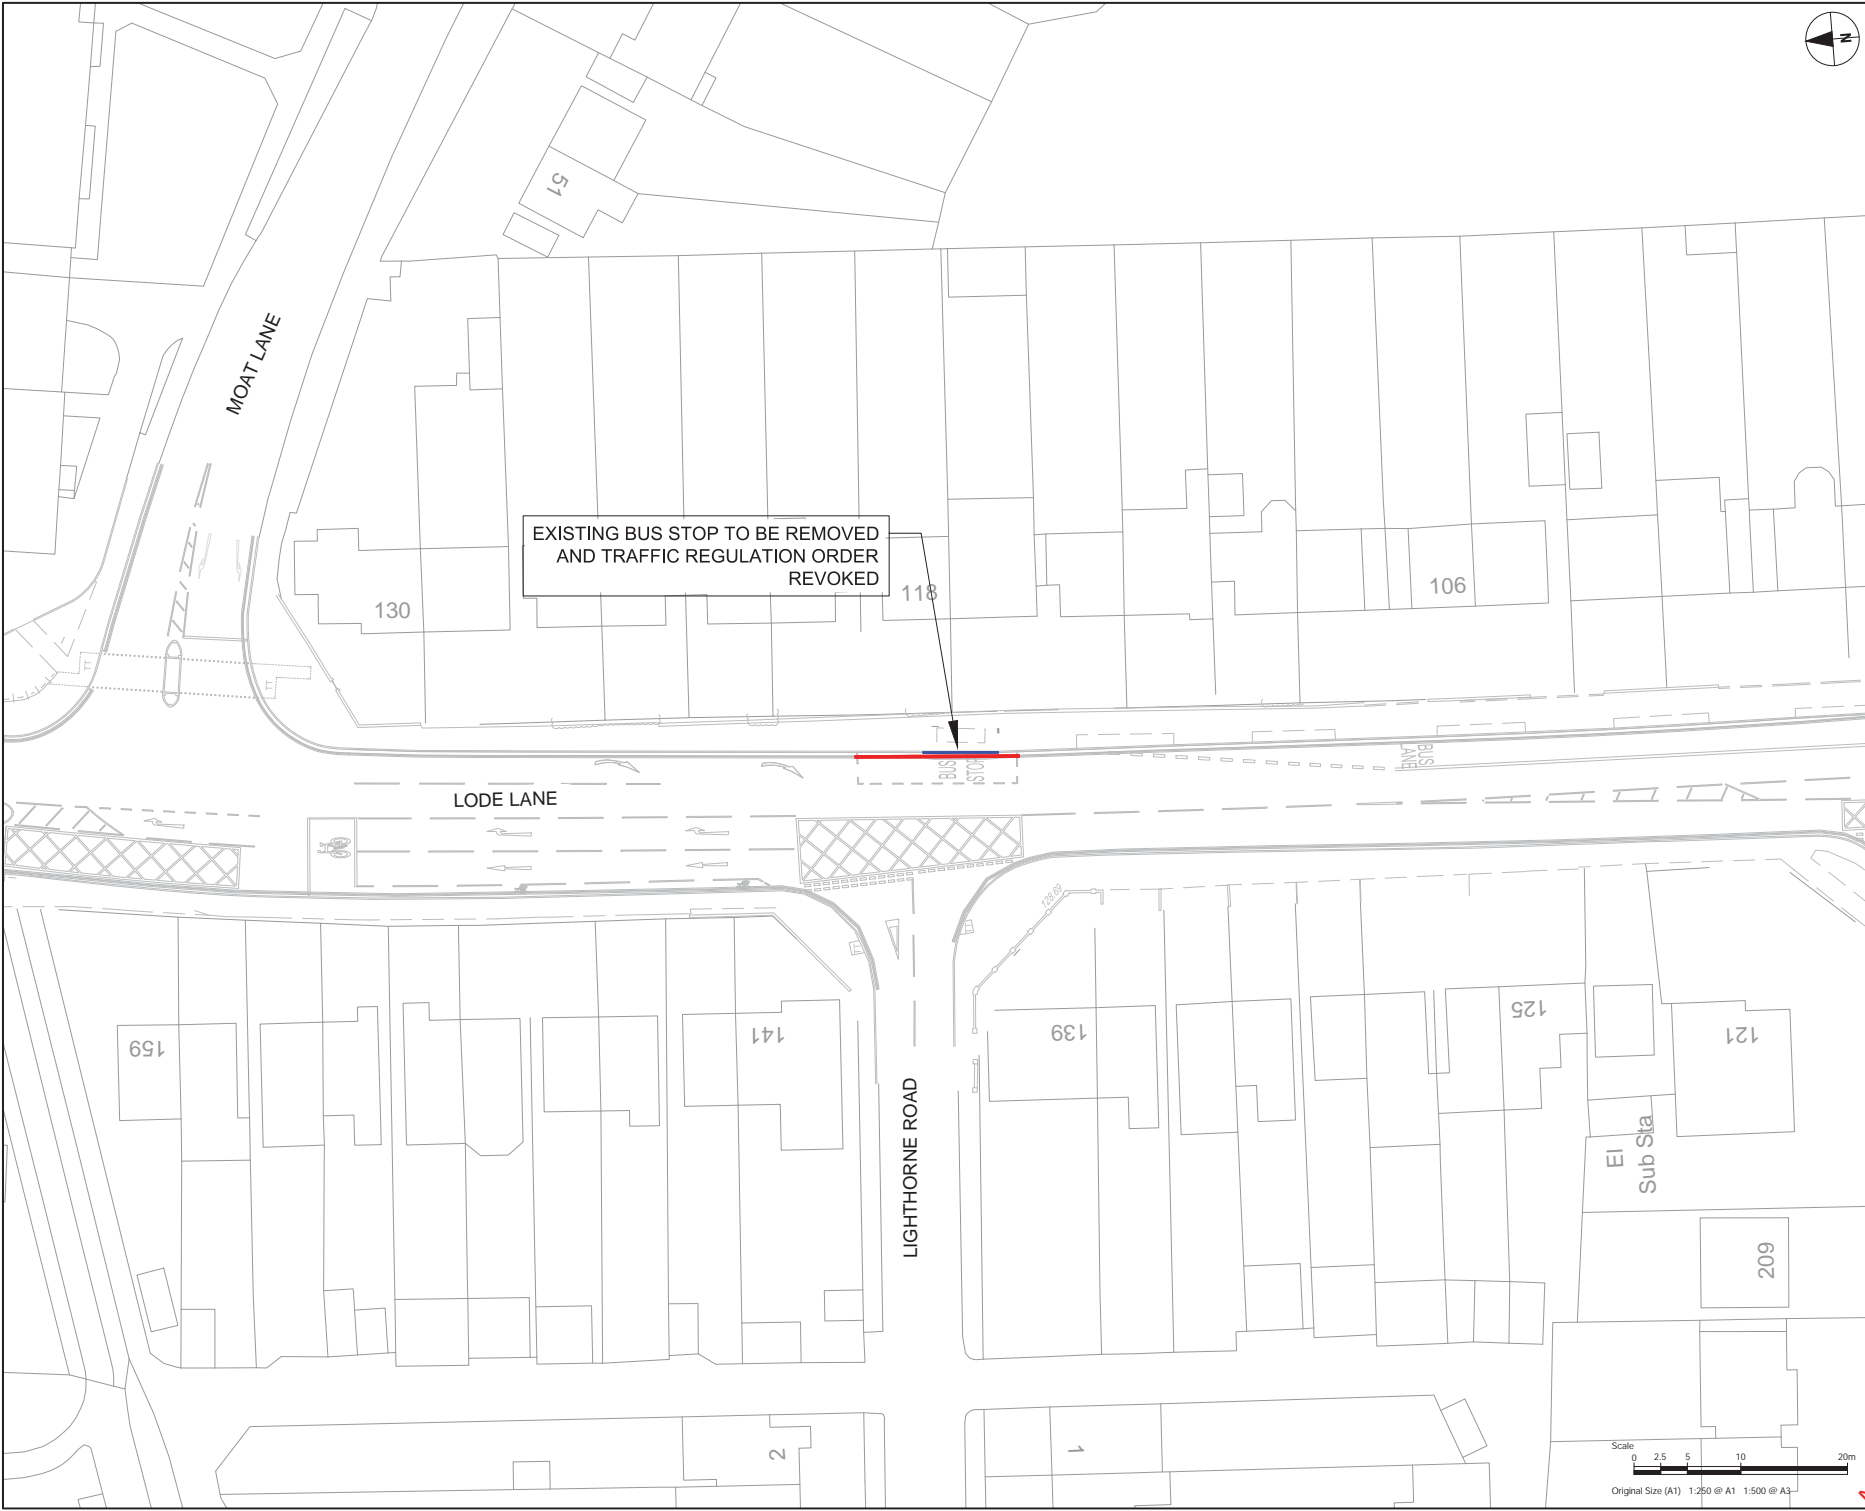 N
51
MOAT LANE
EXISTING BUS STOP TO BE REMOVED
AND TRAFFIC REGULATION ORDER
REVOKED
130
118
106
BUS
STOP
BUS
LANE
LODE LANE
128.69
159
141
139
125
121
LIGHTHORNE ROAD
El
Sub Sta
209
2
1
Scale
0 2.5 5 10 20m
Original Size (A1) 1:250 @ A1 1:500 @ A3